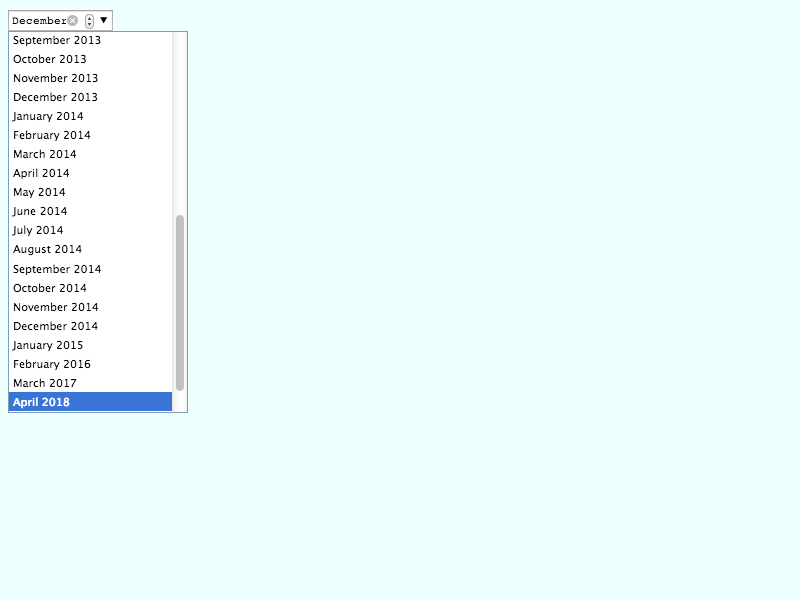 December
September 2013
October 2013
November 2013
December 2013
January 2014
February 2014
March 2014
April 2014
May 2014
June 2014
July 2014
August 2014
September 2014
October 2014
November 2014
December 2014
January 2015
February 2016
March 2017
April 2018